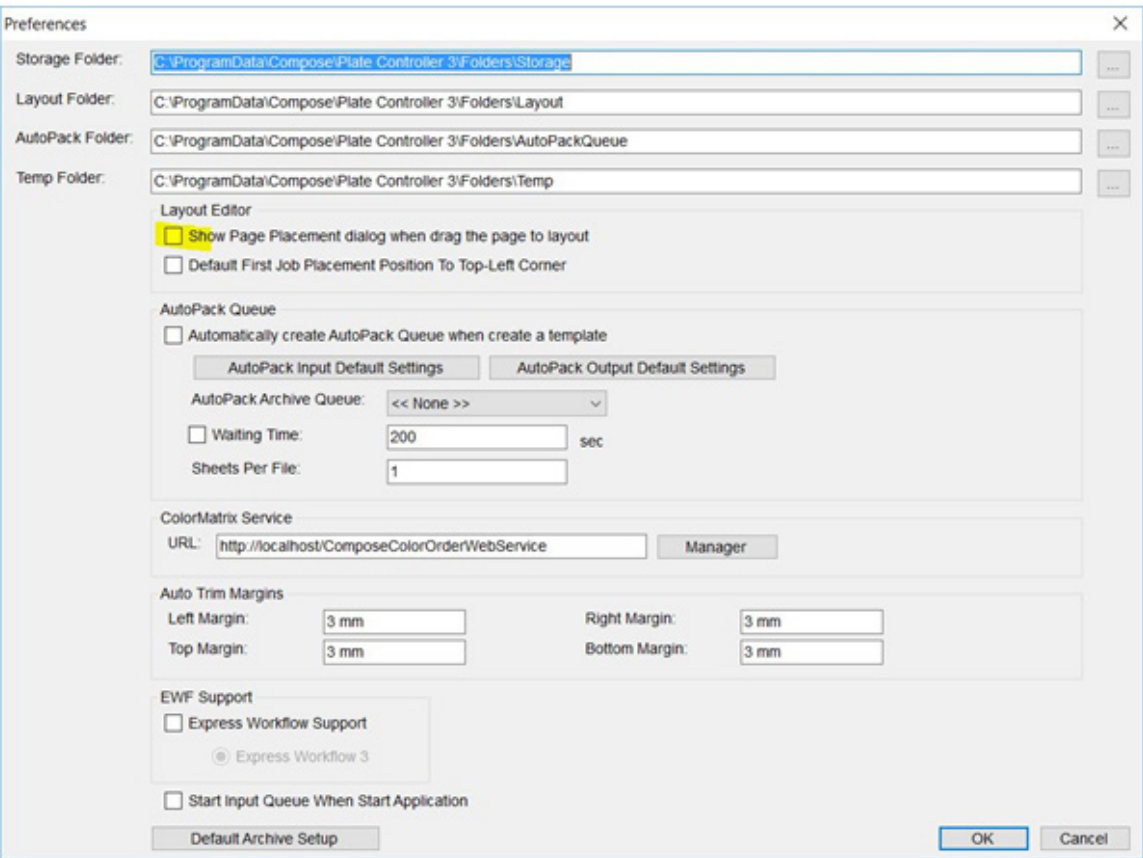 Preferences
Storage Folder: C:\ProgramData\Compose\Plate Controller 3\Folders\Storage ...
Layout Folder: C:\ProgramData\Compose\Plate Controller 3\Folders\Layout ...
AutoPack Folder: C:\ProgramData\Compose\Plate Controller 3\Folders\AutoPackQueue ...
Temp Folder: C:\ProgramData\Compose\Plate Controller 3\Folders\Temp ...
Layout Editor
Show Page Placement dialog when drag the page to layout
Default First Job Placement Position To Top-Left Corner
AutoPack Queue
Automatically create AutoPack Queue when create a template
AutoPack Input Default Settings AutoPack Output Default Settings
AutoPack Archive Queue: << None >>
Waiting Time: 200 sec
Sheets Per File: 1
ColorMatrix Service
URL: http://localhost/ComposeColorOrderWebService Manager
Auto Trim Margins
Left Margin: 3 mm Right Margin: 3 mm
Top Margin: 3 mm Bottom Margin: 3 mm
EWF Support
Express Workflow Support
Express Workflow 3
Start Input Queue When Start Application
Default Archive Setup OK Cancel